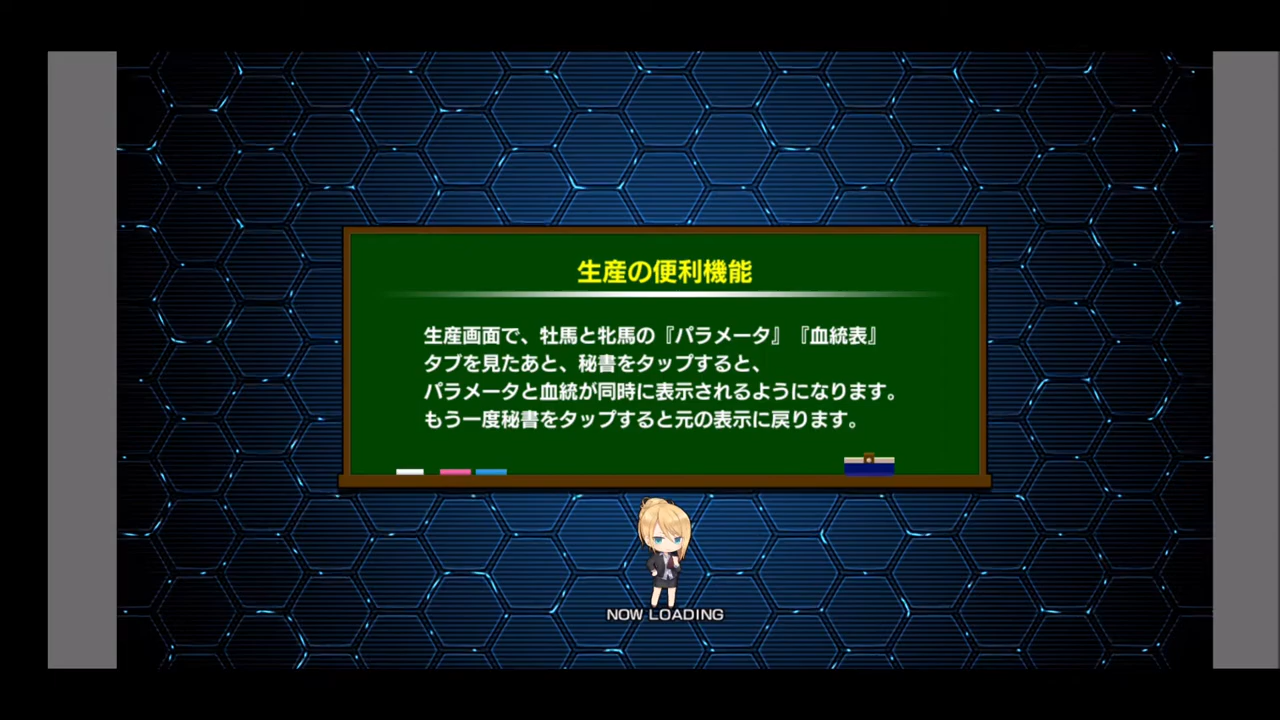 生産の便利機能
生産画面で、牡馬と牝馬の『パラメータ』『血統表』
タブを見たあと、秘書をタップすると、
パラメータと血統が同時に表示されるようになります。
もう一度秘書をタップすると元の表示に戻ります。
NOW LOADING